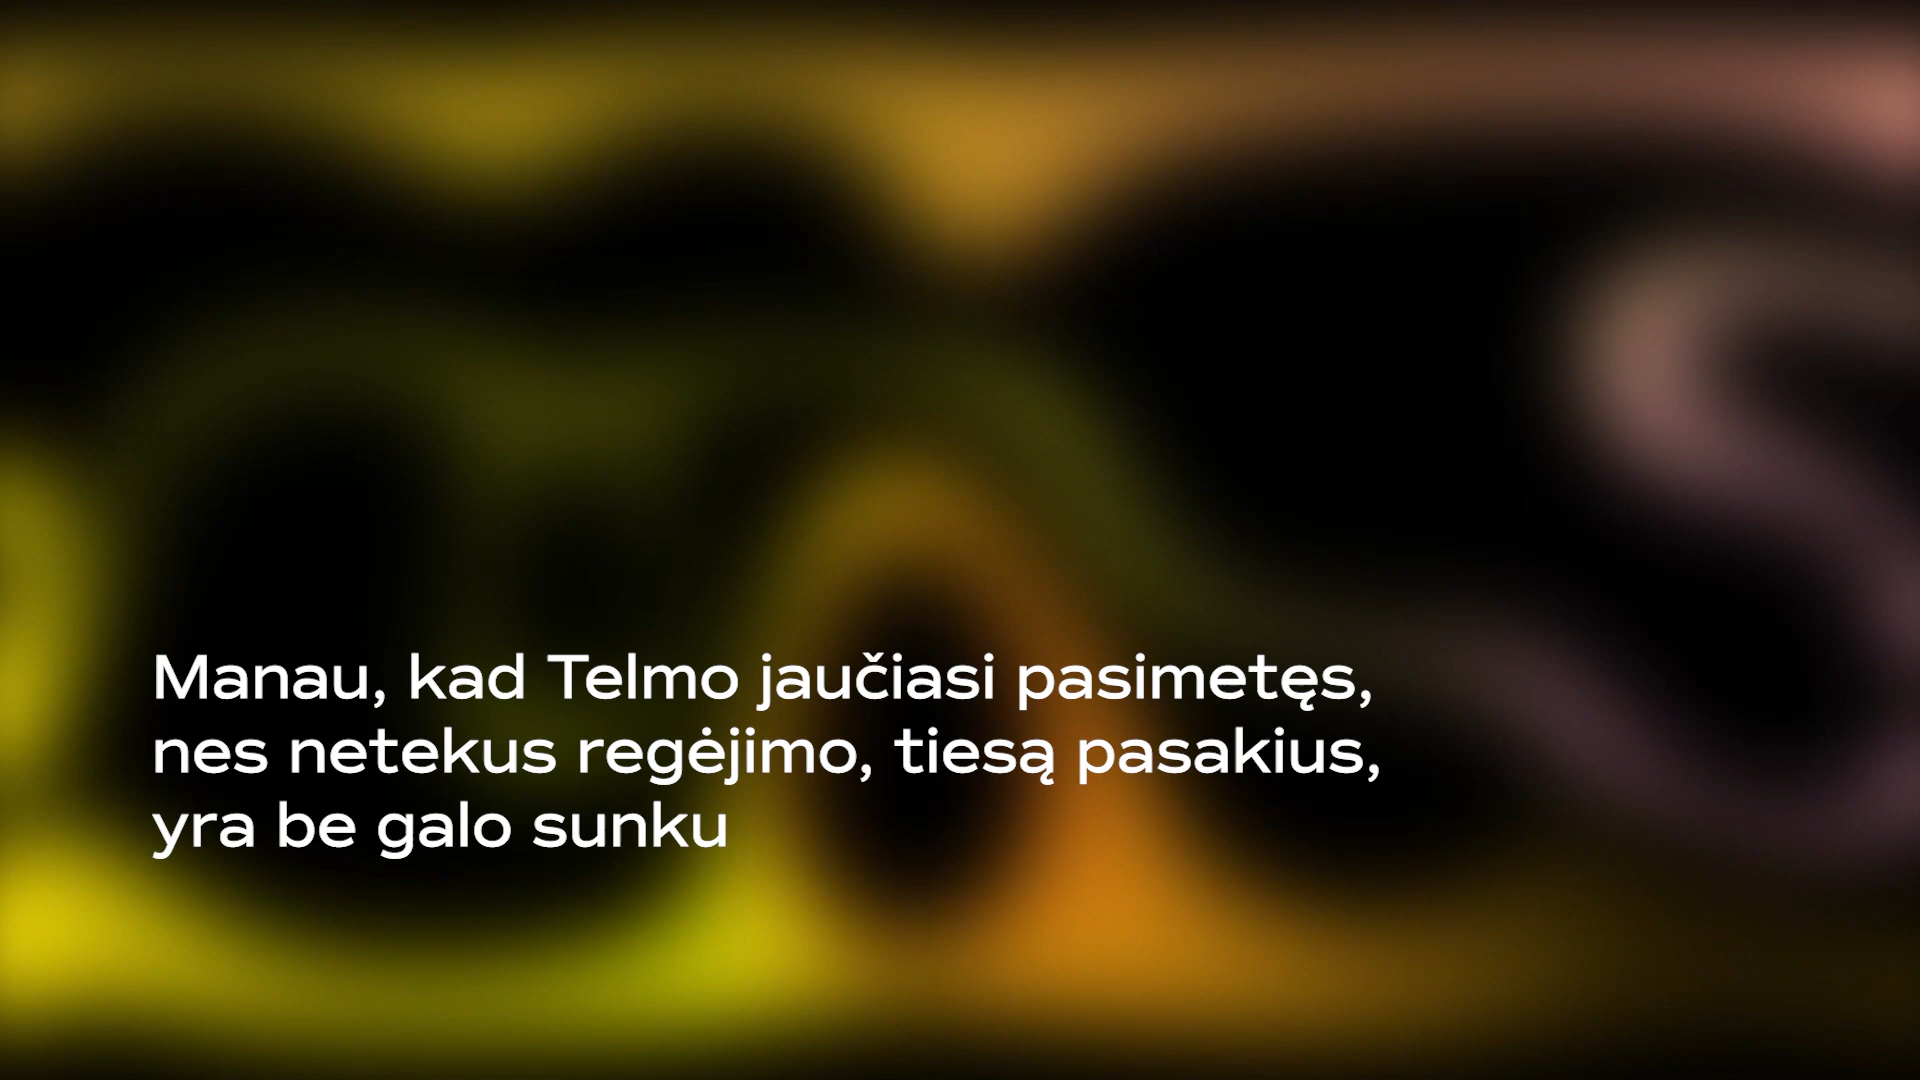 Manau, kad Telmo jaučiasi pasimetęs,
nes netekus regėjimo, tiesą pasakius,
yra be galo sunku